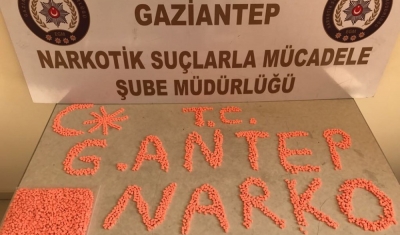 GAZİANTEP
NARKOTİK SUÇLARLA MÜCADELE
ŞUBE MÜDÜRLÜĞÜ
T.C.
G.ANTEP
NARKO